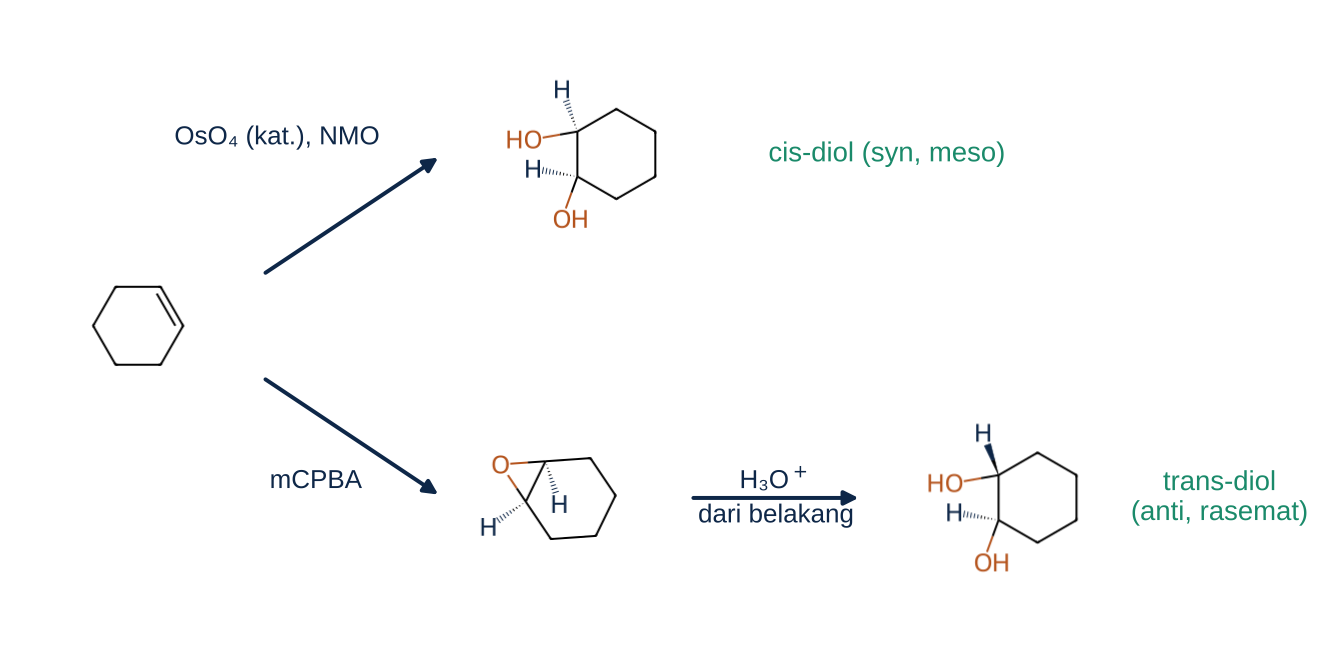 H
OsO₄ (kat.), NMO
HO
cis-diol (syn, meso)
H
OH
H
O
mCPBA
H₃O⁺
trans-diol
HO
H
dari belakang
H
(anti, rasemat)
H
OH